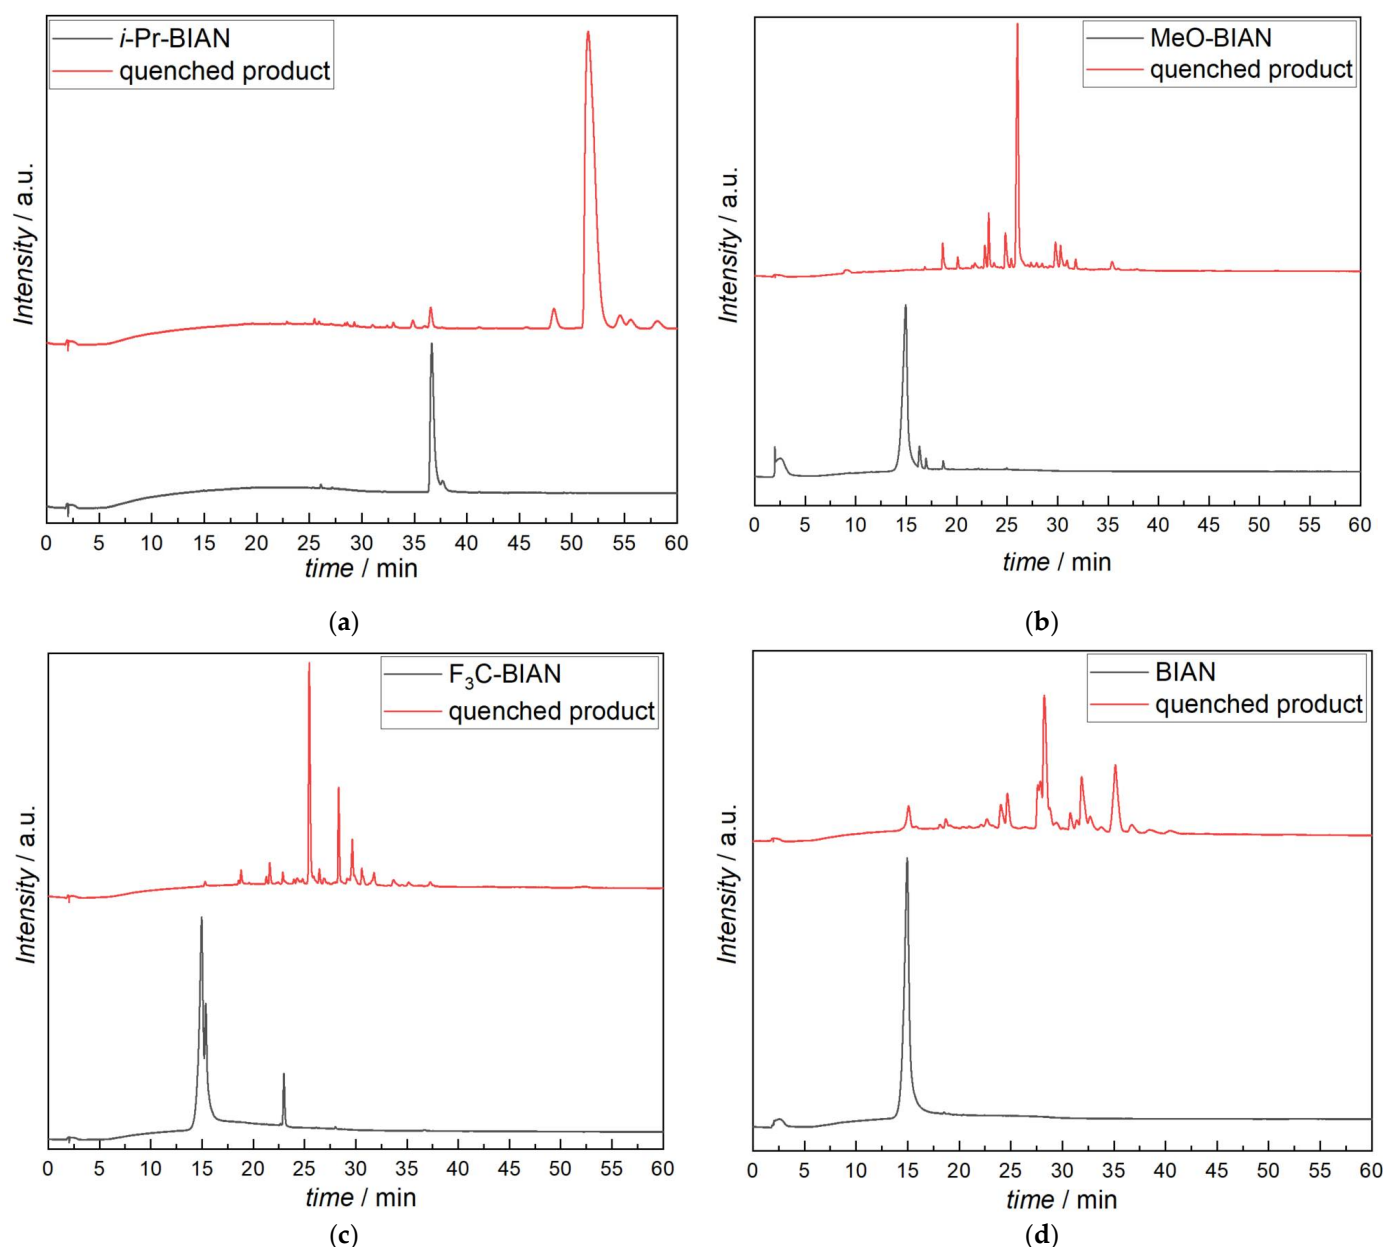 i-Pr-BIAN
quenched product
Intensity / a.u.
0 5 10 15 20 25 30 35 40 45 50 55 60
time / min
(a)
MeO-BIAN
quenched product
Intensity / a.u.
0 5 10 15 20 25 30 35 40 45 50 55 60
time / min
(b)
F₃C-BIAN
quenched product
Intensity / a.u.
0 5 10 15 20 25 30 35 40 45 50 55 60
time / min
(c)
BIAN
quenched product
Intensity / a.u.
0 5 10 15 20 25 30 35 40 45 50 55 60
time / min
(d)